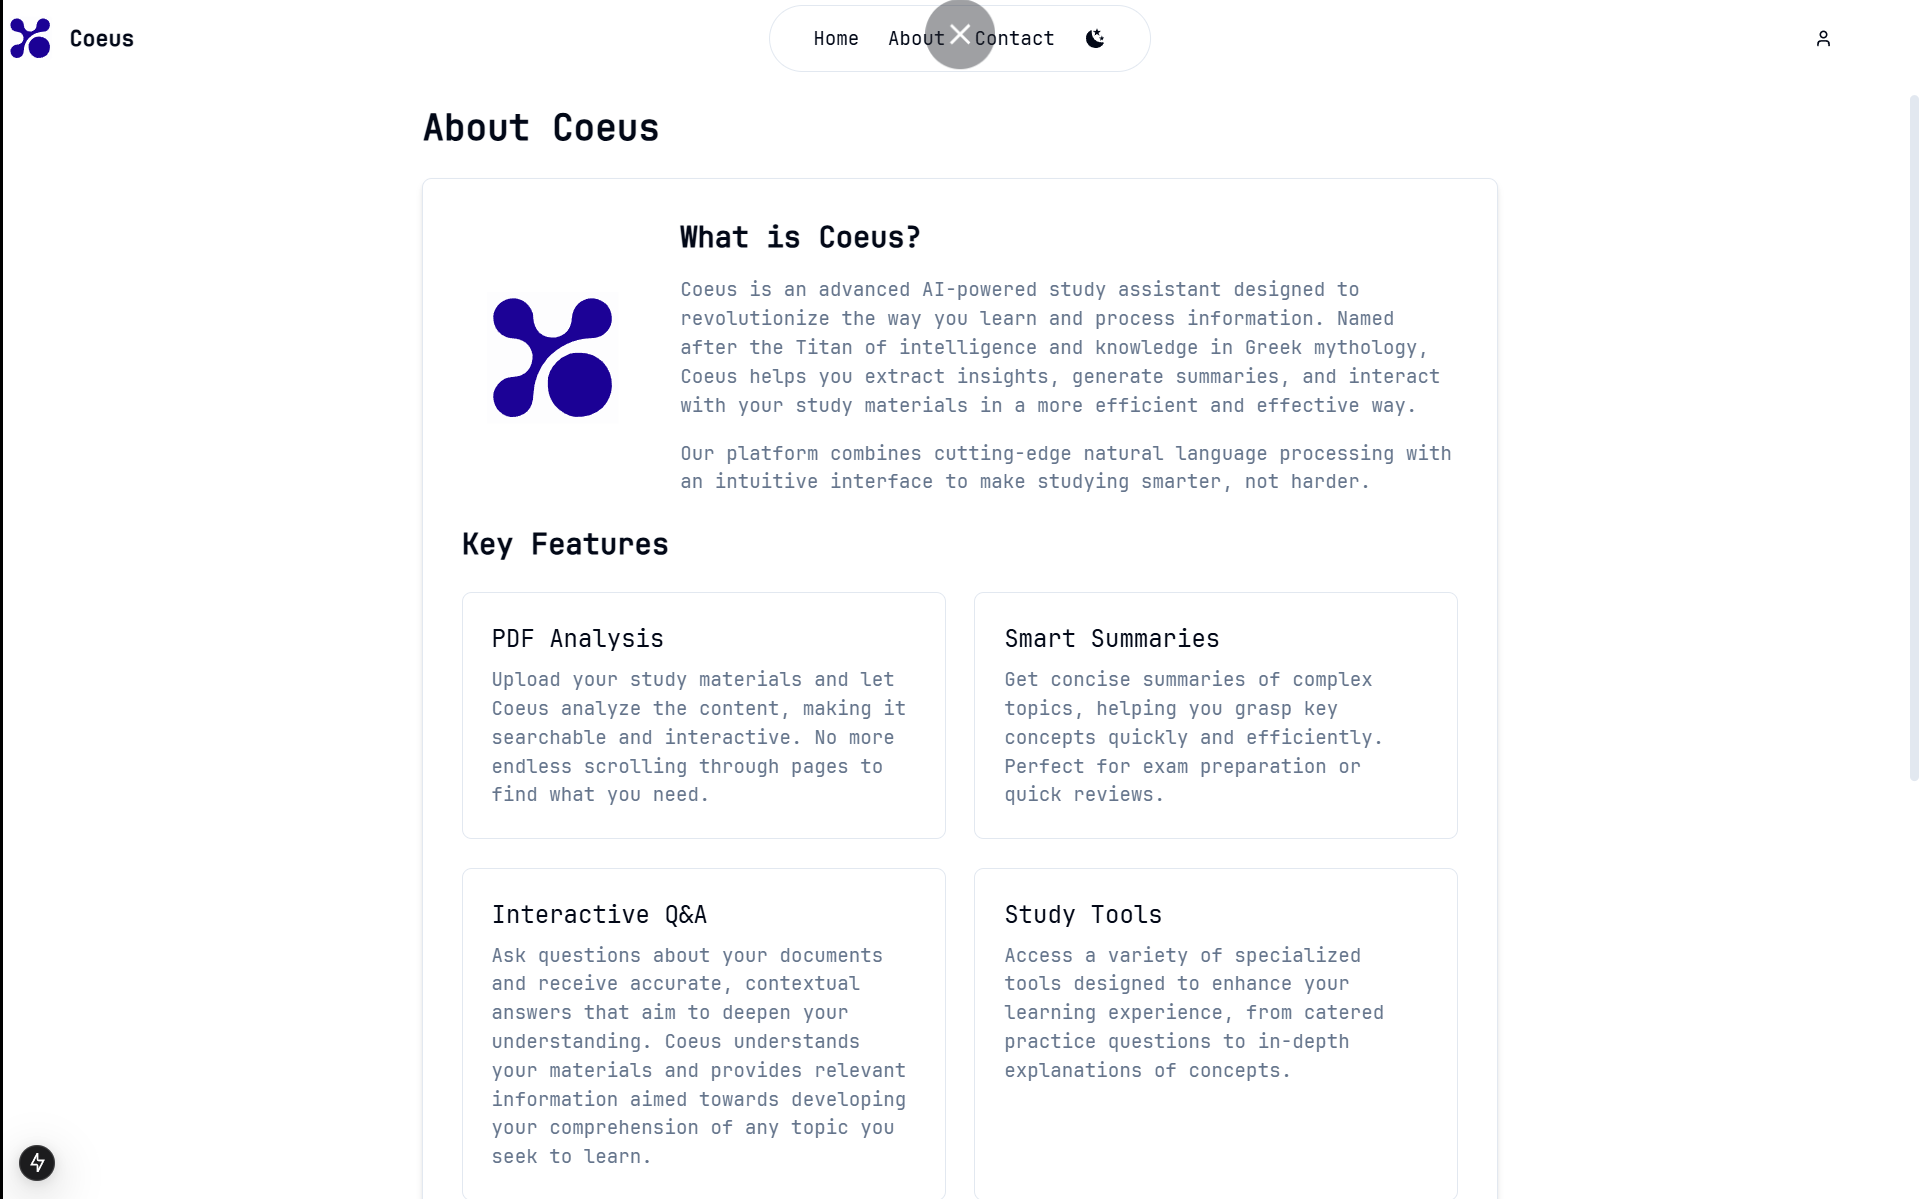 Coeus
Home About Contact
About Coeus
What is Coeus?
Coeus is an advanced AI-powered study assistant designed to
revolutionize the way you learn and process information. Named
after the Titan of intelligence and knowledge in Greek mythology,
Coeus helps you extract insights, generate summaries, and interact
with your study materials in a more efficient and effective way.
Our platform combines cutting-edge natural language processing with
an intuitive interface to make studying smarter, not harder.
Key Features
PDF Analysis
Upload your study materials and let
Coeus analyze the content, making it
searchable and interactive. No more
endless scrolling through pages to
find what you need.
Smart Summaries
Get concise summaries of complex
topics, helping you grasp key
concepts quickly and efficiently.
Perfect for exam preparation or
quick reviews.
Interactive Q&A
Ask questions about your documents
and receive accurate, contextual
answers that aim to deepen your
understanding. Coeus understands
your materials and provides relevant
information aimed towards developing
your comprehension of any topic you
seek to learn.
Study Tools
Access a variety of specialized
tools designed to enhance your
learning experience, from catered
practice questions to in-depth
explanations of concepts.